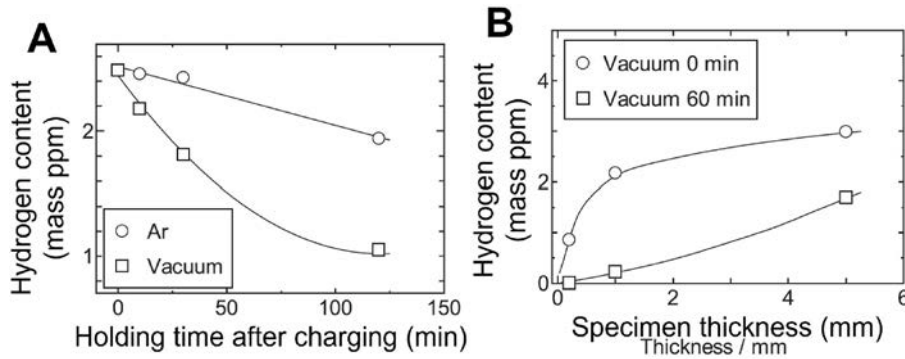 A
Hydrogen content
(mass ppm)
2
1
Ar
Vacuum
0
50
100
150
Holding time after charging (min)
B
Hydrogen content
(mass ppm)
4
2
0
Vacuum 0 min
Vacuum 60 min
0
2
4
6
Specimen thickness (mm)
Thickness / mm